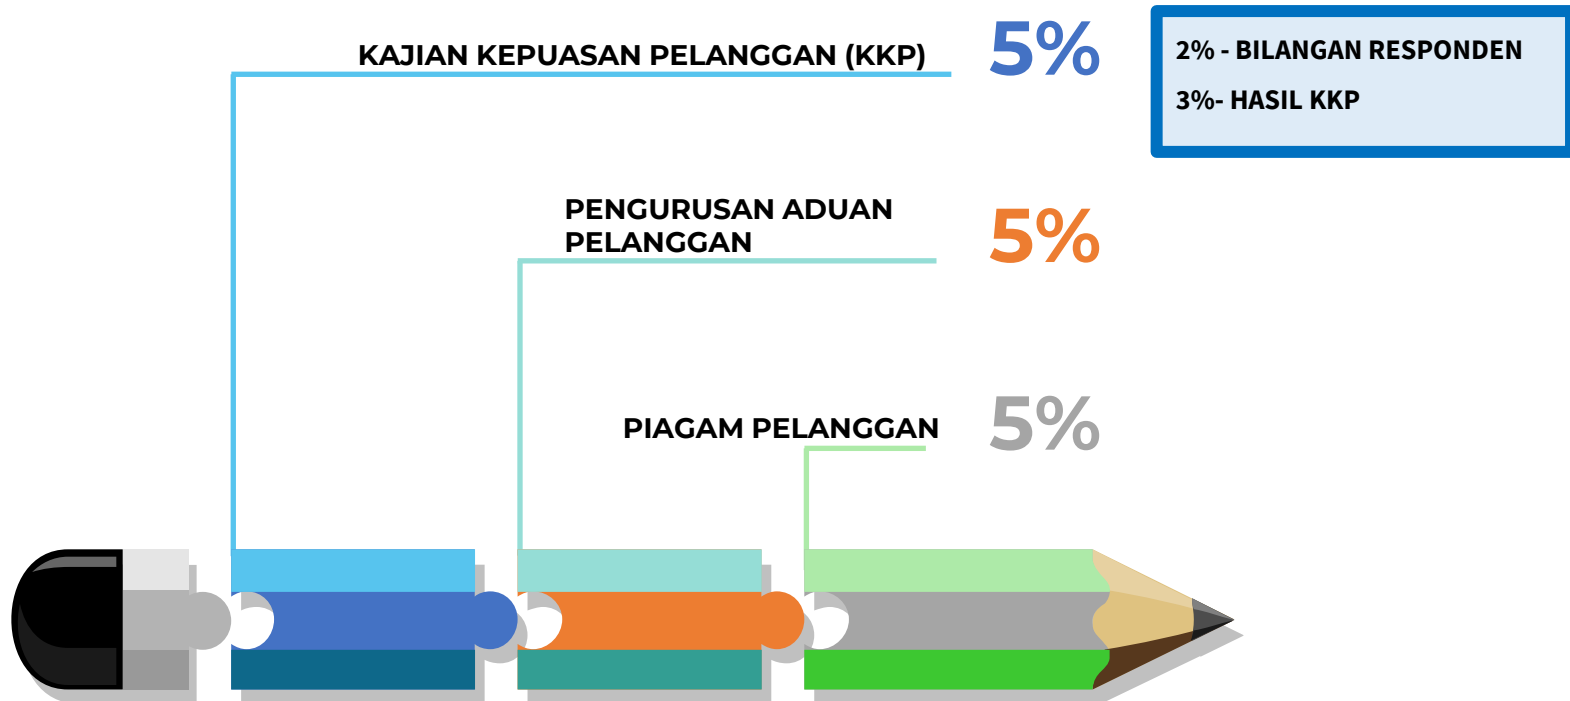 KAJIAN KEPUASAN PELANGGAN (KKP)
5%
2% - BILANGAN RESPONDEN
3%- HASIL KKP
PENGURUSAN ADUAN
PELANGGAN
5%
PIAGAM PELANGGAN
5%